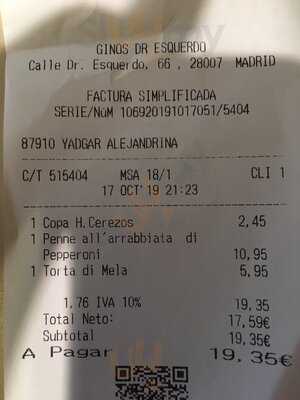 GINOS DR ESQUERDO
Calle Dr. Esquerdo, 66 , 28007 MADRID
FACTURA SIMPLIFICADA
SERIE/NúM 106920191017051/5404
87910 YADGAR ALEJANDRINA
C/T 515404 MSA 18/1 CLI 1
17 OCT'19 21:23
1 Copa H.Cerezos 2,45
1 Penne all'arrabbiata di
Pepperoni 10,95
1 Torta di Mela 5,95
1.76 IVA 10% 19,35
Total Neto: 17,59€
Subtotal 19,35€
A Pagar 19.35€